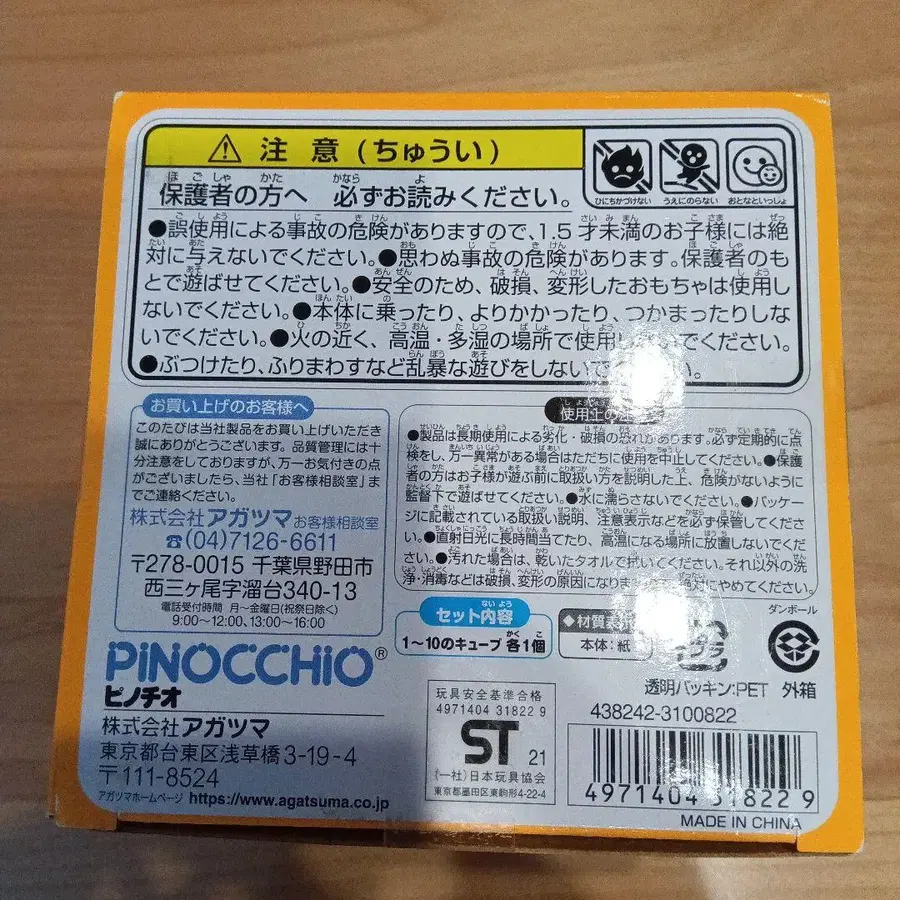 ⚠ 注意(ちゅうい)
ひにちかづけない
うえにのらない
おとなといっしょ
保護者の方へ 必ずお読みください。
●誤使用による事故の危険がありますので、1.5才未満のお子様には絶
対に与えないでください。●思わぬ事故の危険があります。保護者のも
とで遊ばせてください。●安全のため、破損、変形したおもちゃは使用し
ないでください。●本体に乗ったり、よりかかったり、つかまったりしな
いでください。●火の近く、高温・多湿の場所で使用しないでください。
●ぶつけたり、ふりまわすなど乱暴な遊びをしないでください。
お買い上げのお客様へ
このたびは当社製品をお買い上げいただき
誠にありがとうございます。品質管理には十
分注意をしておりますが、万一お気付きの点
がございましたら、当社「お客様相談室」ま
でご連絡ください。
株式会社アガツマ お客様相談室
☎(04)7126-6611
〒278-0015 千葉県野田市
西三ヶ尾字溜台340-13
電話受付時間 月〜金曜日(祝祭日除く)
9:00〜12:00、13:00〜16:00
使用上の注
●製品は長期使用による劣化・破損の恐れがあります。必ず定期的に点
検をし、万一異常がある場合はただちに使用を中止してください。●保護
者の方はお子様が遊ぶ前に取扱い方を説明した上、危険がないように
監督下で遊ばせてください。●水に濡らさないでください。●パッケー
ジに記載されている取扱い説明、注意表示などを必ず保管してくださ
い。●直射日光に長時間当てたり、高温になる場所に放置しないでくだ
さい。●汚れた場合は、乾いたタオルで拭いてください。それ以外の洗
浄・消毒などは破損、変形の原因になりますので絶対にやめてください。
セット内容
1〜10のキューブ 各1個
◆材質表示
本体:紙
プラ
透明パッキン:PET
ダンボール
外箱
PiNOCCHiO®
ピノチオ
株式会社アガツマ
東京都台東区浅草橋3-19-4
〒111-8524
アガツマホームページ https://www.agatsuma.co.jp
玩具安全基準合格
4971404 31822 9
ST 21
(一社)日本玩具協会
東京都墨田区東駒形4-22-4
438242-3100822
4971404 318229
MADE IN CHINA